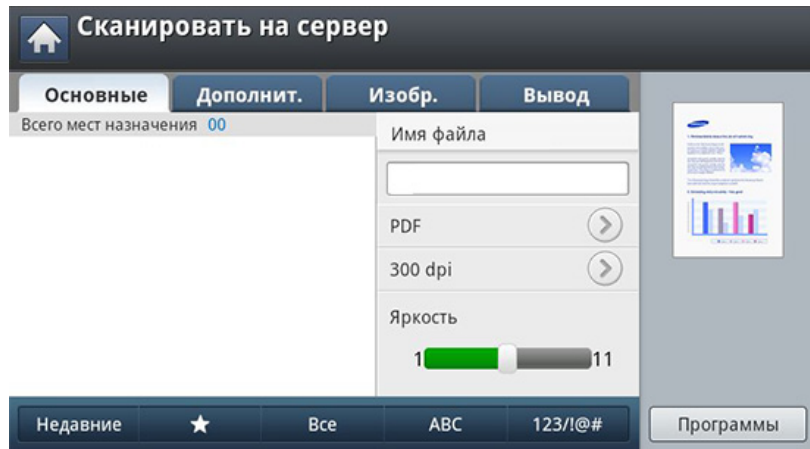 Сканировать на сервер
Основные
Дополнит.
Изобр.
Вывод
Всего мест назначения 00
Имя файла
PDF
300 dpi
Яркость
1
11
Недавние
★
Все
ABC
123/!@#
Программы